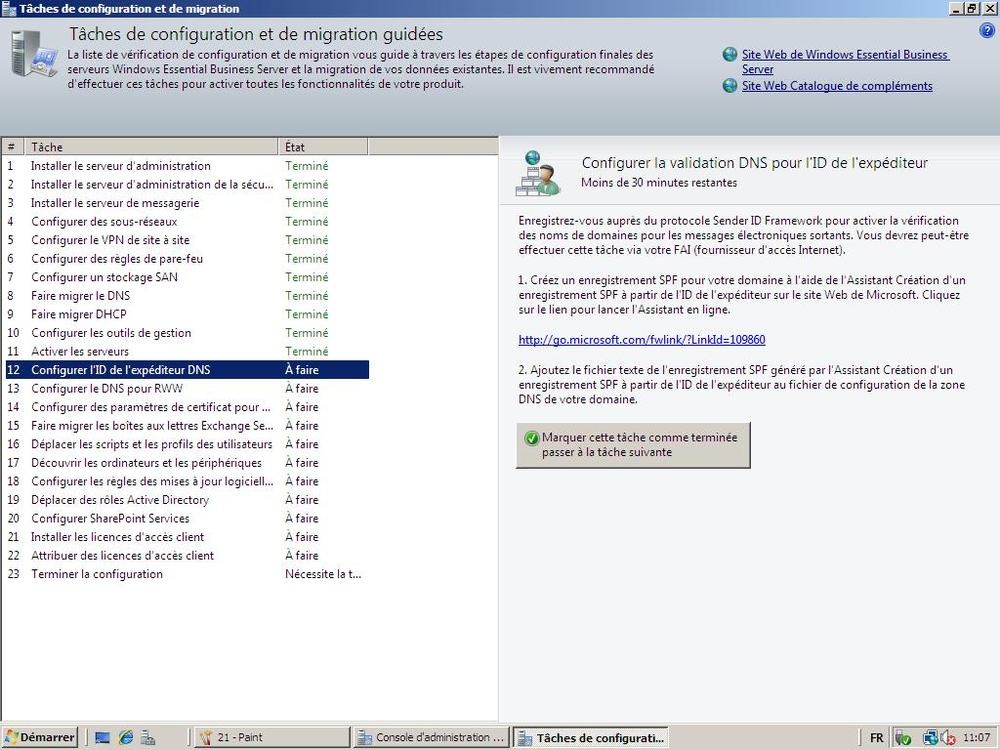 Tâches de configuration et de migration
Tâches de configuration et de migration guidées
La liste de vérification de configuration et de migration vous guide à travers les étapes de configuration finales des
serveurs Windows Essential Business Server et la migration de vos données existantes. Il est vivement recommandé
d'effectuer ces tâches pour activer toutes les fonctionnalités de votre produit.
Site Web de Windows Essential Business
Server
Site Web Catalogue de compléments
# Tâche État
1 Installer le serveur d'administration Terminé
2 Installer le serveur d'administration de la sécu... Terminé
3 Installer le serveur de messagerie Terminé
4 Configurer des sous-réseaux Terminé
5 Configurer le VPN de site à site Terminé
6 Configurer des règles de pare-feu Terminé
7 Configurer un stockage SAN Terminé
8 Faire migrer le DNS Terminé
9 Faire migrer DHCP Terminé
10 Configurer les outils de gestion Terminé
11 Activer les serveurs Terminé
12 Configurer l'ID de l'expéditeur DNS À faire
13 Configurer le DNS pour RWW À faire
14 Configurer des paramètres de certificat pour ... À faire
15 Faire migrer les boîtes aux lettres Exchange Se... À faire
16 Déplacer les scripts et les profils des utilisateurs À faire
17 Découvrir les ordinateurs et les périphériques À faire
18 Configurer les règles des mises à jour logiciell... À faire
19 Déplacer des rôles Active Directory À faire
20 Configurer SharePoint Services À faire
21 Installer les licences d'accès client À faire
22 Attribuer des licences d'accès client À faire
23 Terminer la configuration Nécessite la t...
Configurer la validation DNS pour l'ID de l'expéditeur
Moins de 30 minutes restantes
Enregistrez-vous auprès du protocole Sender ID Framework pour activer la vérification
des noms de domaines pour les messages électroniques sortants. Vous devrez peut-être
effectuer cette tâche via votre FAI (fournisseur d'accès Internet).
1. Créez un enregistrement SPF pour votre domaine à l'aide de l'Assistant Création d'un
enregistrement SPF à partir de l'ID de l'expéditeur sur le site Web de Microsoft. Cliquez
sur le lien pour lancer l'Assistant en ligne.
http://go.microsoft.com/fwlink/?LinkId=109860
2. Ajoutez le fichier texte de l'enregistrement SPF généré par l'Assistant Création d'un
enregistrement SPF à partir de l'ID de l'expéditeur au fichier de configuration de la zone
DNS de votre domaine.
Marquer cette tâche comme terminée
passer à la tâche suivante
Démarrer 21 - Paint Console d'administration ... Tâches de configurati... FR 11:07